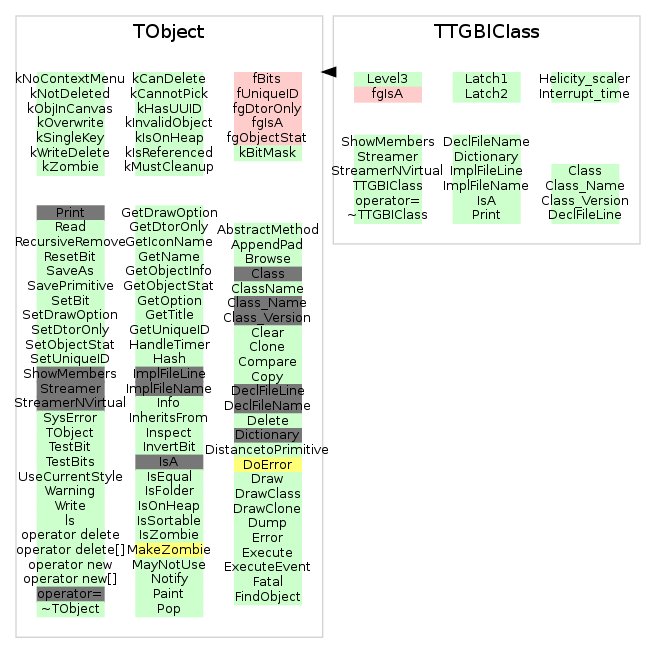 TObject
kNoContextMenu
kNotDeleted
kObjInCanvas
kOverwrite
kSingleKey
kWriteDelete
kZombie
kCanDelete
kCannotPick
kHasUUID
kInvalidObject
kIsOnHeap
kIsReferenced
kMustCleanup
fBits
fUniqueID
fgDtorOnly
fgIsA
fgObjectStat
kBitMask
Print
Read
RecursiveRemove
ResetBit
SaveAs
SavePrimitive
SetBit
SetDrawOption
SetDtorOnly
SetObjectStat
SetUniqueID
ShowMembers
Streamer
StreamerNVirtual
SysError
TObject
TestBit
TestBits
UseCurrentStyle
Warning
Write
ls
operator delete
operator delete[]
operator new
operator new[]
operator=
~TObject
GetDrawOption
GetDtorOnly
GetIconName
GetName
GetObjectInfo
GetObjectStat
GetOption
GetTitle
GetUniqueID
HandleTimer
Hash
ImplFileLine
ImplFileName
Info
InheritsFrom
Inspect
InvertBit
IsA
IsEqual
IsFolder
IsOnHeap
IsSortable
IsZombie
MakeZombie
MayNotUse
Notify
Paint
Pop
AbstractMethod
AppendPad
Browse
Class
ClassName
Class_Name
Class_Version
Clear
Clone
Compare
Copy
DeclFileLine
DeclFileName
Delete
Dictionary
DistancetoPrimitive
DoError
Draw
DrawClass
DrawClone
Dump
Error
Execute
ExecuteEvent
Fatal
FindObject
TTGBIClass
Level3
fgIsA
Latch1
Latch2
Helicity_scaler
Interrupt_time
ShowMembers
Streamer
StreamerNVirtual
TTGBIClass
operator=
~TTGBIClass
DeclFileName
Dictionary
ImplFileLine
ImplFileName
IsA
Print
Class
Class_Name
Class_Version
DeclFileLine